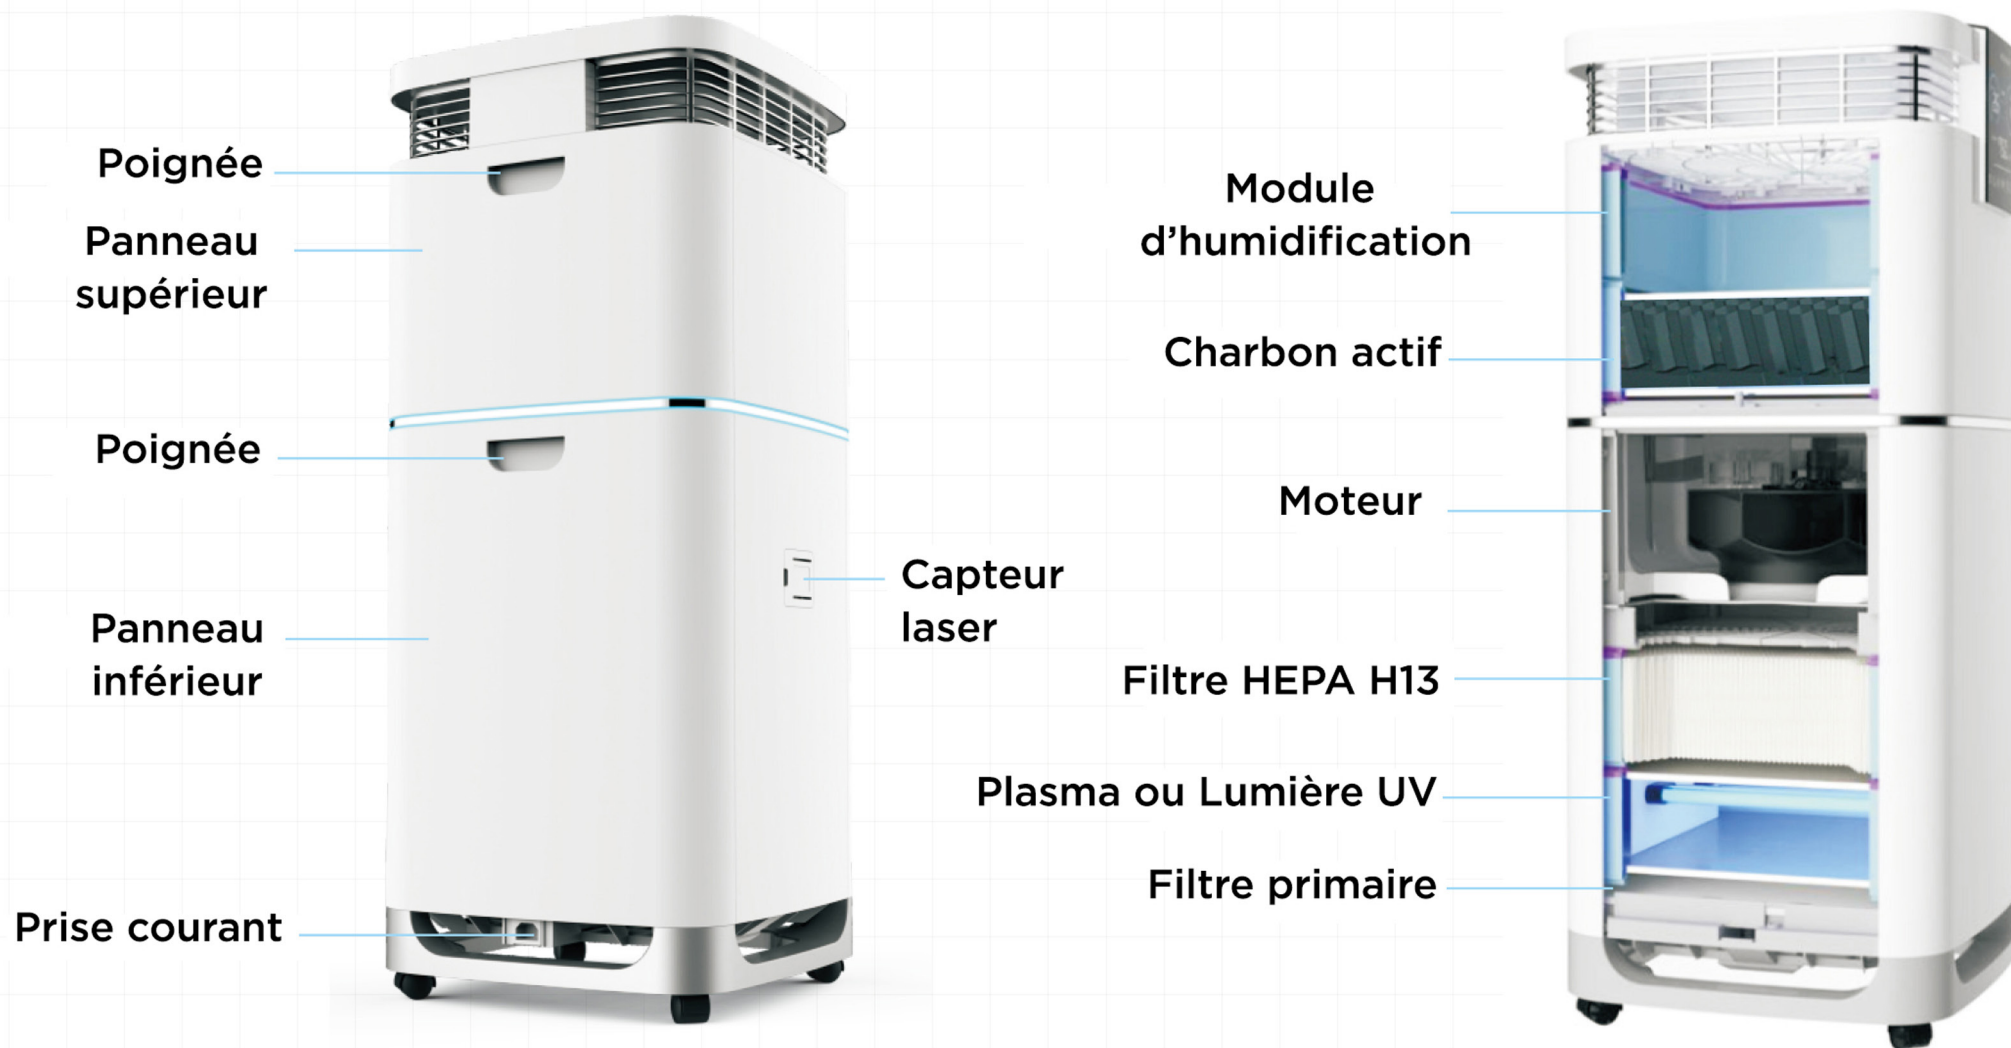 Poignée
Panneau
supérieur
Poignée
Panneau
inférieur
Prise courant
Capteur
laser
Module
d'humidification
Charbon actif
Moteur
Filtre HEPA H13
Plasma ou Lumière UV
Filtre primaire